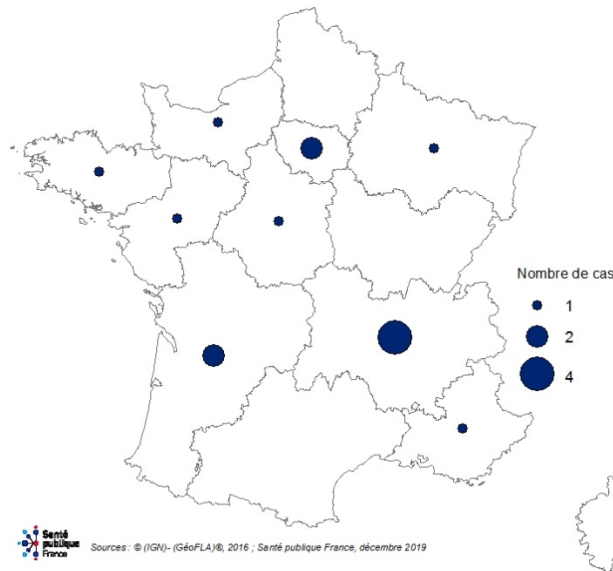 Nombre de cas
1
2
4
Santé
publique
France
Sources : © (IGN)- (GéoFLA)®, 2016 ; Santé publique France, décembre 2019